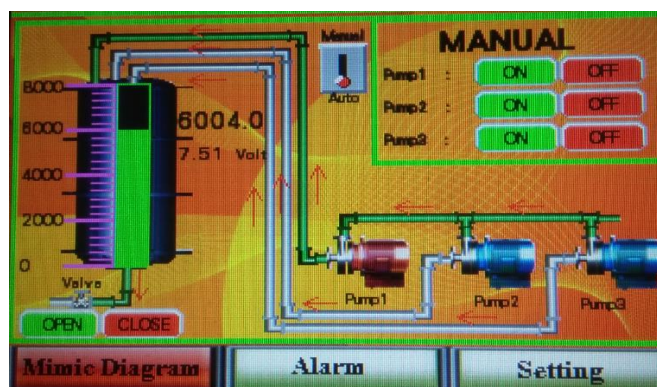 Manual
Auto
MANUAL
Pump1 : ON OFF
Pump2 : ON OFF
Pump3 : ON OFF
8000
6000
4000
2000
0
6004.0
7.51 Volt
Valve
OPEN CLOSE
Pump1
Pump2
Pump3
Mimic Diagram
Alarm
Setting